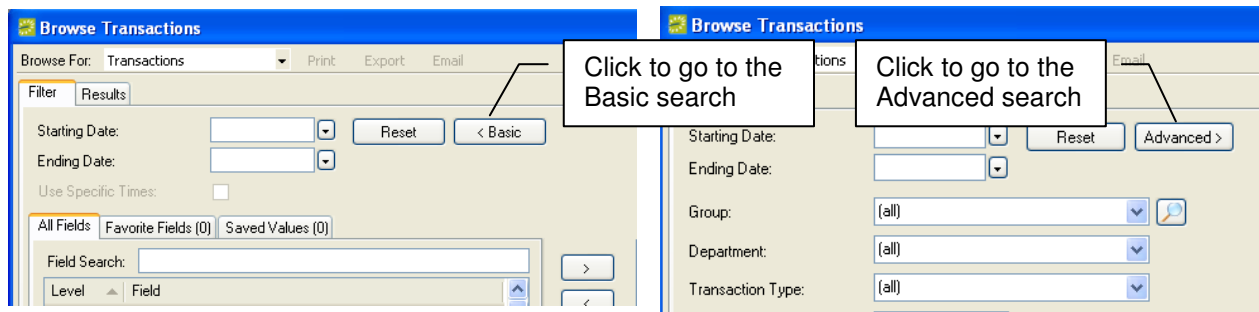 Browse Transactions
Browse For: Transactions Print Export Email
Filter Results
Starting Date: Reset < Basic
Ending Date:
Use Specific Times:
All Fields Favorite Fields (0) Saved Values (0)
Field Search: >
Level Field <
Click to go to the
Basic search
Browse Transactions
tions Email
Click to go to the
Advanced search
Starting Date: Reset Advanced >
Ending Date:
Group: (all)
Department: (all)
Transaction Type: (all)